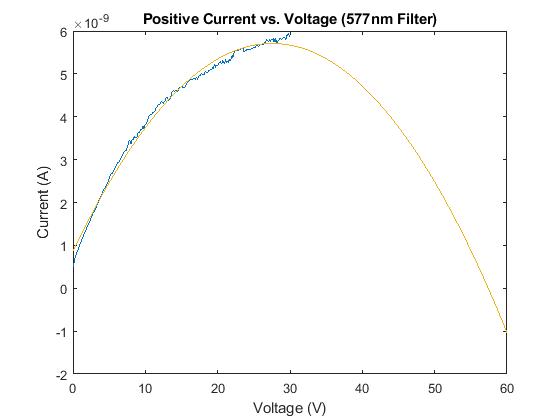 Positive Current vs. Voltage (577nm Filter)
×10⁻⁹
6
5
4
3
2
1
0
-1
-2
Current (A)
0 10 20 30 40 50 60
Voltage (V)